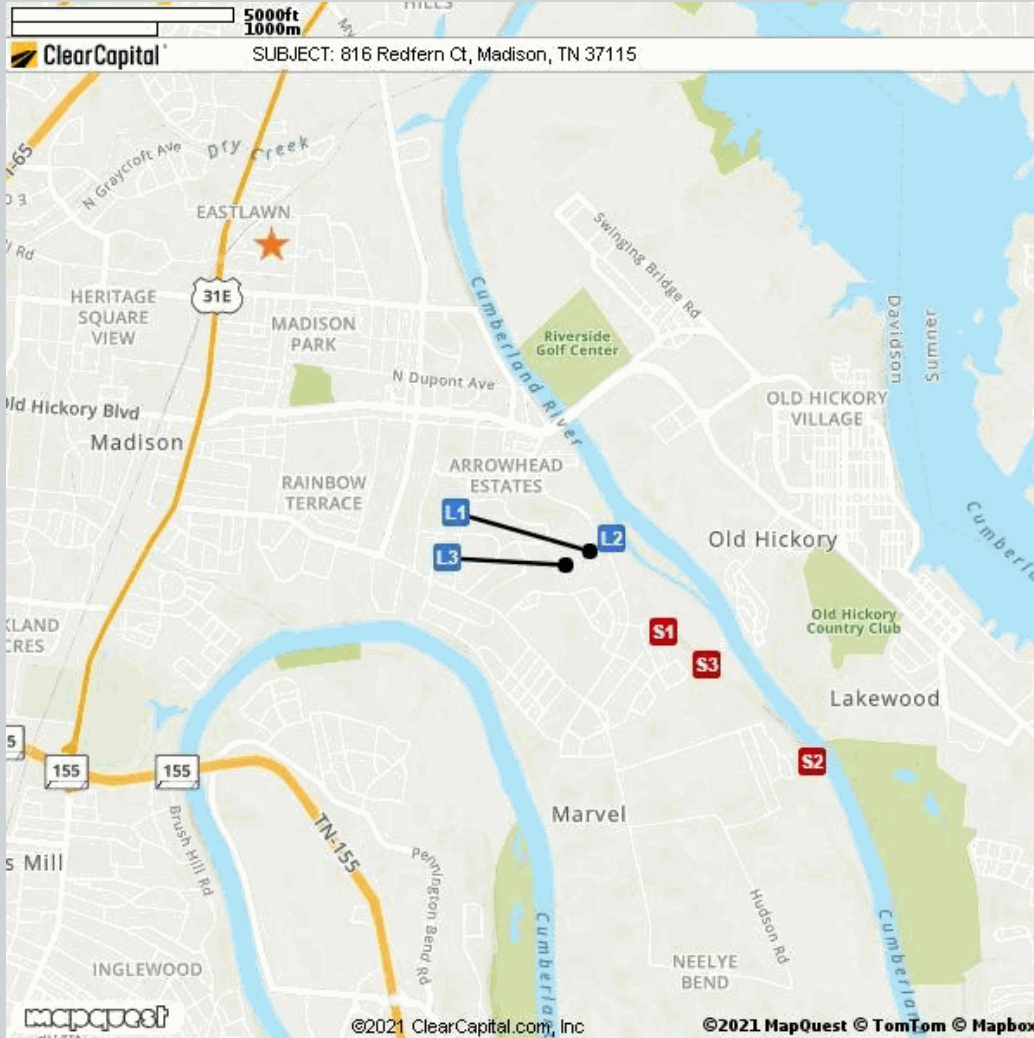 HILLS
5000ft
1000m
ClearCapital
SUBJECT: 816 Redfern Ct, Madison, TN 37115
Dry Creek
N Graycroft Ave
I-65
EASTLAWN
Swinging Bridge Rd
31E
HERITAGE
SQUARE
VIEW
MADISON
PARK
Cumberland River
Riverside
Golf Center
Davidson
Sumner
N Dupont Ave
OLD HICKORY
VILLAGE
Old Hickory Blvd
Madison
ARROWHEAD
ESTATES
RAINBOW
TERRACE
L1
L2
L3
Old Hickory
Old Hickory
Country Club
S1
S3
Lakewood
155
155
S2
Marvel
TN-155
Brush Hill Rd
Pennington Bend Rd
Hudson Rd
INGLEWOOD
NEELYE
BEND
Cumberland
Cumberland
mapquest
©2021 ClearCapital.com, Inc
©2021 MapQuest © TomTom © Mapbox